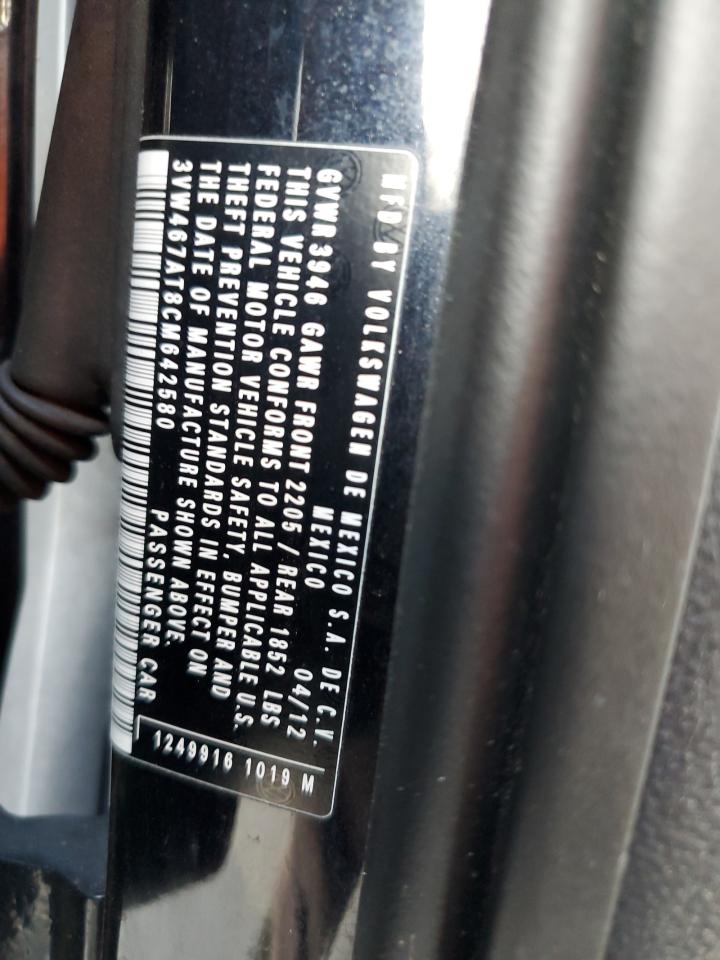 MFD BY VOLKSWAGEN DE MEXICO S.A. DE C.V.
MEXICO 04/12
GVWR 3946 GAWR FRONT 2205 / REAR 1852 LBS
THIS VEHICLE CONFORMS TO ALL APPLICABLE U.S.
FEDERAL MOTOR VEHICLE SAFETY, BUMPER AND
THEFT PREVENTION STANDARDS IN EFFECT ON
THE DATE OF MANUFACTURE SHOWN ABOVE.
3VW467AT8CM642580 PASSENGER CAR
1249916 1019 M